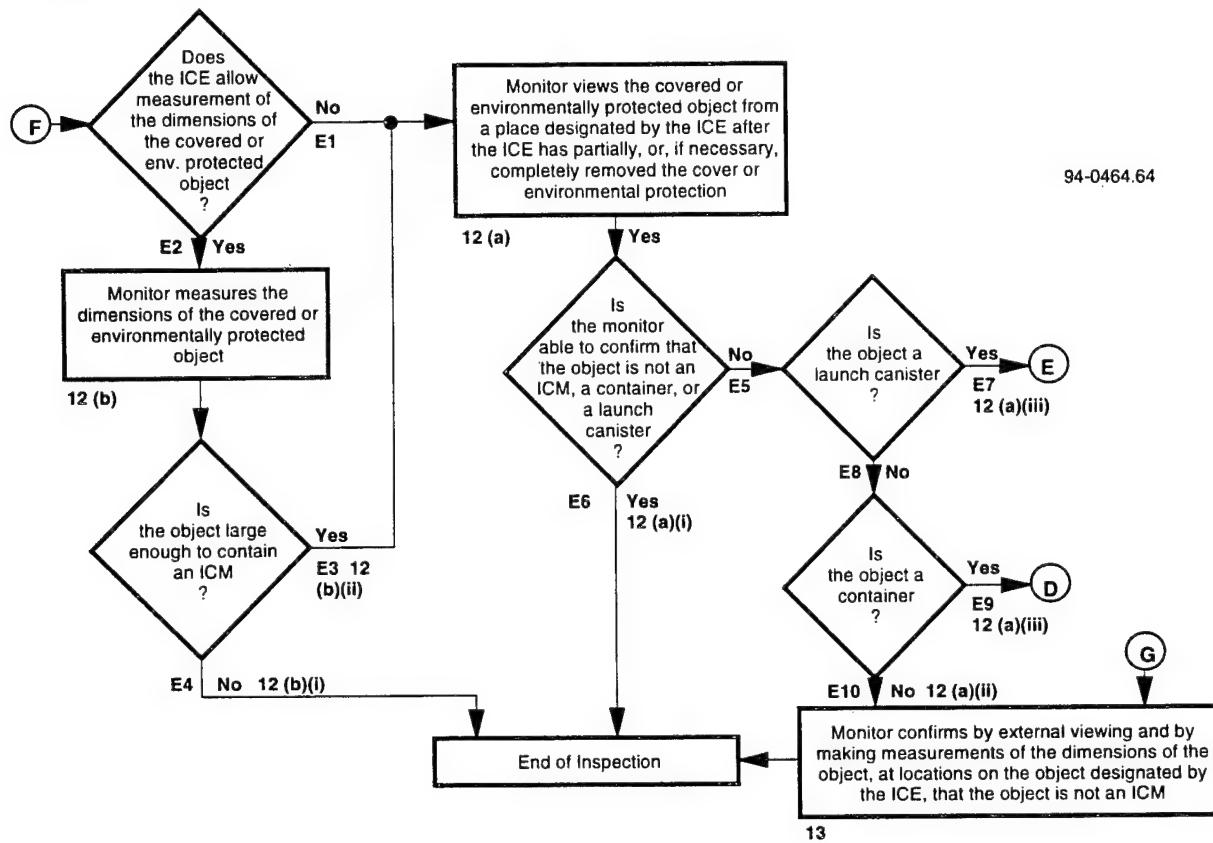 Does
the ICE allow
measurement of
the dimensions of
the covered or
env. protected
object
?
F
No
E1
Monitor views the covered or
environmentally protected object from
a place designated by the ICE after
the ICE has partially, or, if necessary,
completely removed the cover or
environmental protection
94-0464.64
E2 Yes
12 (a) Yes
Monitor measures the
dimensions of the covered or
environmentally protected
object
12 (b)
Is
the monitor
able to confirm that
the object is not an
ICM, a container, or
a launch
canister
?
No
E5
Is
the object a
launch canister
?
Yes
E7
12 (a)(iii)
E
E8 No
E6 Yes
12 (a)(i)
Is
the object large
enough to contain
an ICM
?
Yes
E3 12
(b)(ii)
Is
the object a
container
?
Yes
E9
12 (a)(iii)
D
G
E4 No 12 (b)(i)
E10 No 12 (a)(ii)
End of Inspection
Monitor confirms by external viewing and by
making measurements of the dimensions of the
object, at locations on the object designated by
the ICE, that the object is not an ICM
13